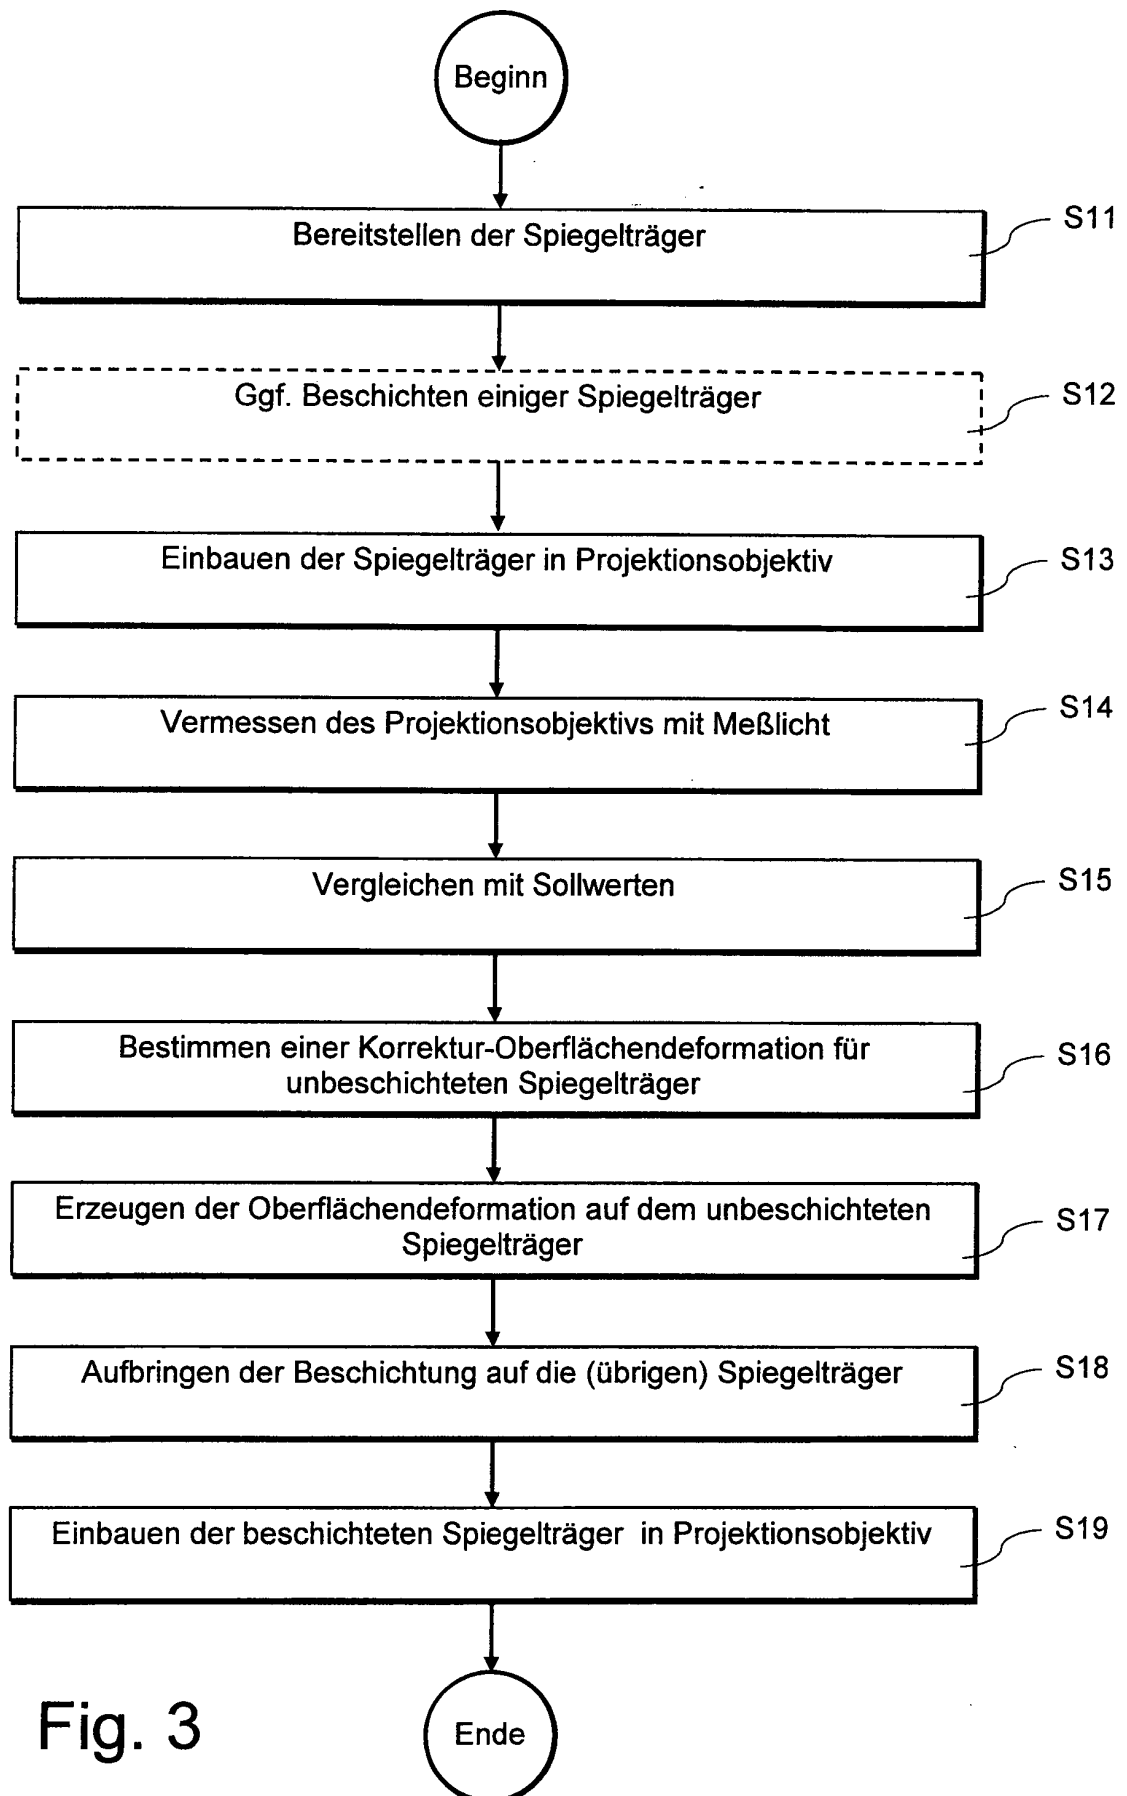 Beginn
Bereitstellen der Spiegelträger
S11
Ggf. Beschichten einiger Spiegelträger
S12
Einbauen der Spiegelträger in Projektionsobjektiv
S13
Vermessen des Projektionsobjektivs mit Meßlicht
S14
Vergleichen mit Sollwerten
S15
Bestimmen einer Korrektur-Oberflächendeformation für
unbeschichteten Spiegelträger
S16
Erzeugen der Oberflächendeformation auf dem unbeschichteten
Spiegelträger
S17
Aufbringen der Beschichtung auf die (übrigen) Spiegelträger
S18
Einbauen der beschichteten Spiegelträger in Projektionsobjektiv
S19
Ende
Fig. 3